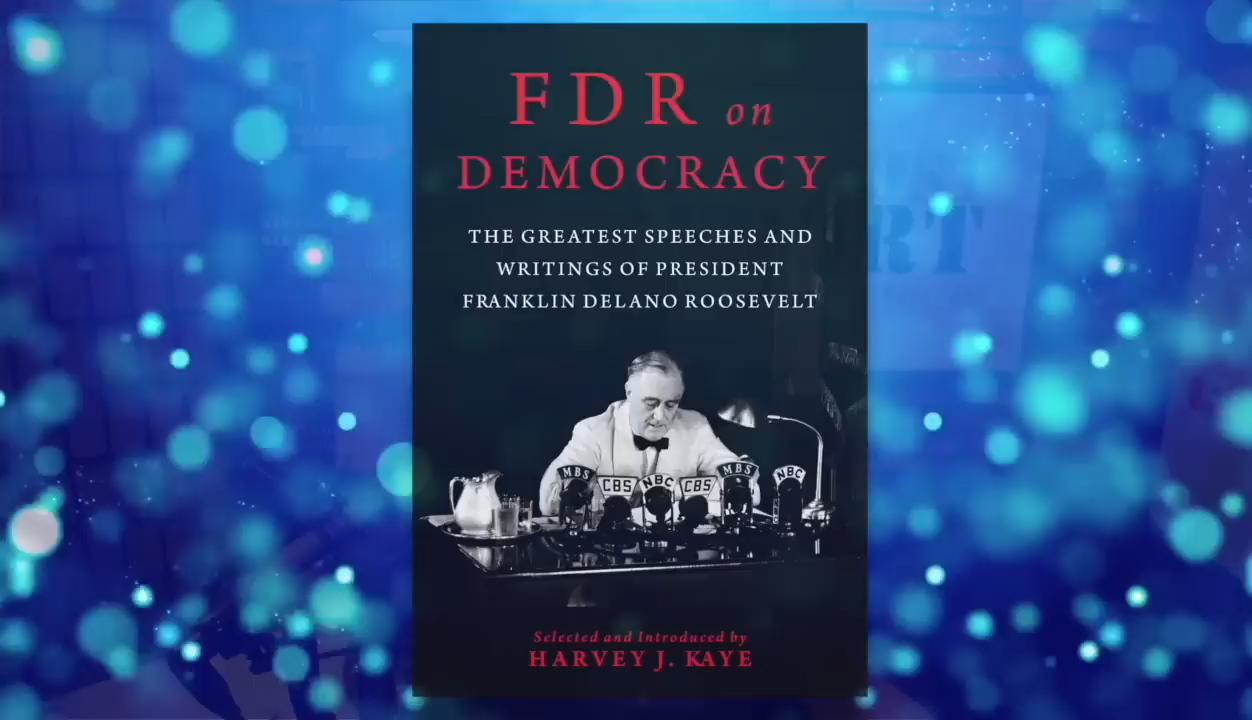 FDR on
DEMOCRACY
THE GREATEST SPEECHES AND
WRITINGS OF PRESIDENT
FRANKLIN DELANO ROOSEVELT
MBS
CBS
NBC
CBS
MBS
NBC
Selected and Introduced by
HARVEY J. KAYE